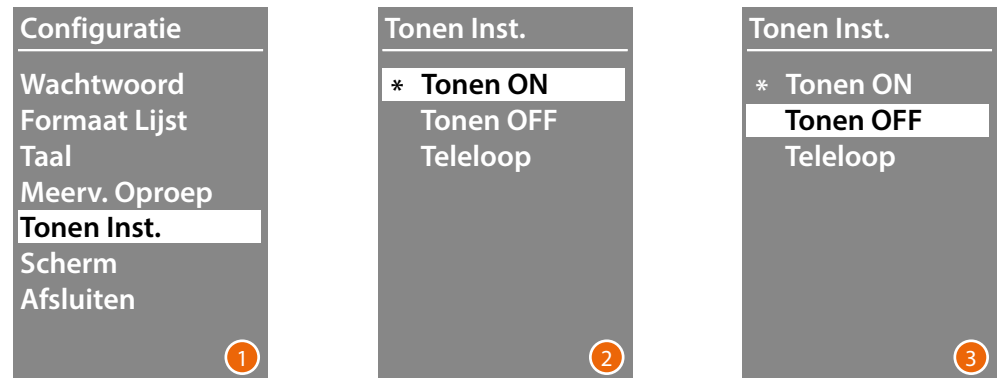 Configuratie
Wachtwoord
Formaat Lijst
Taal
Meerv. Oproep
Tonen Inst.
Scherm
Afsluiten
1
Tonen Inst.
* Tonen ON
Tonen OFF
Teleloop
2
Tonen Inst.
* Tonen ON
Tonen OFF
Teleloop
3